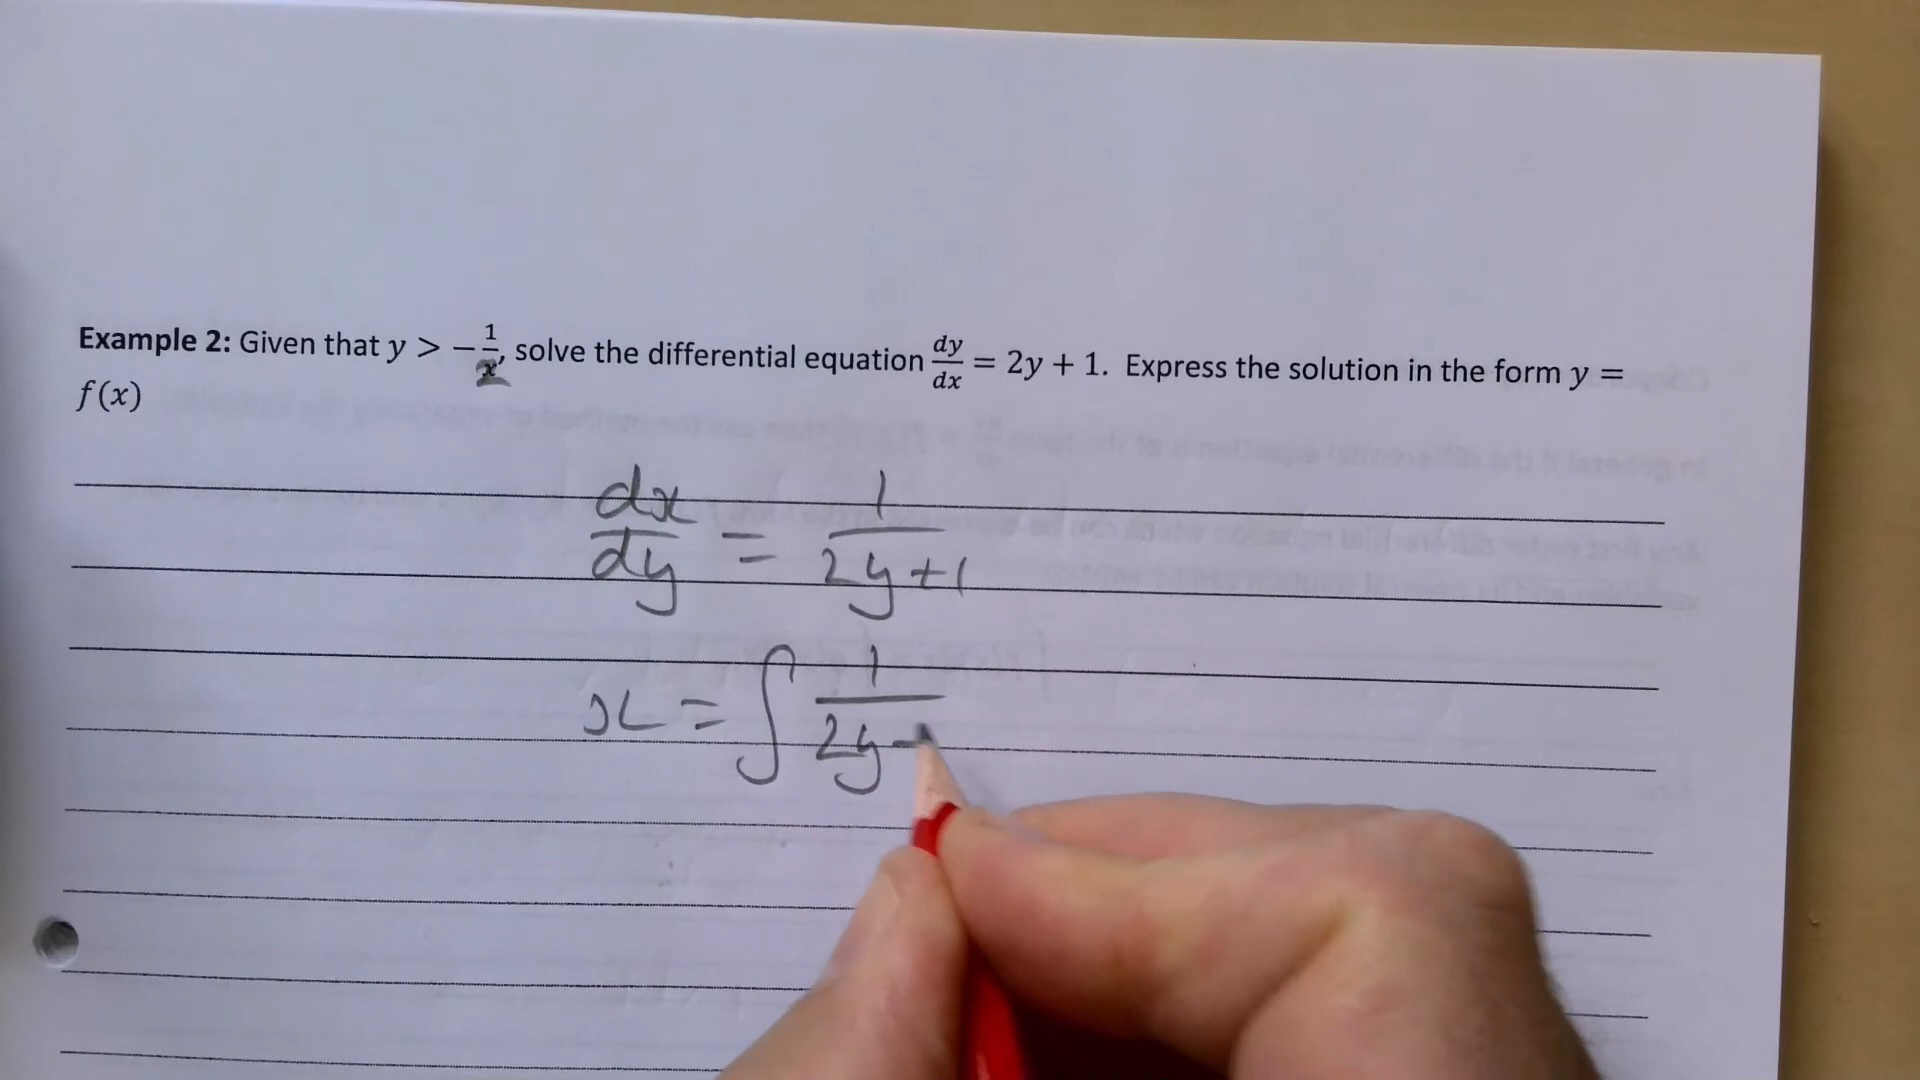 Example 2: Given that y > −1/x, solve the differential equation dy/dx = 2y + 1. Express the solution in the form y =
f(x)
dx/dy = 1/2y+1
x = ∫ 1/2y